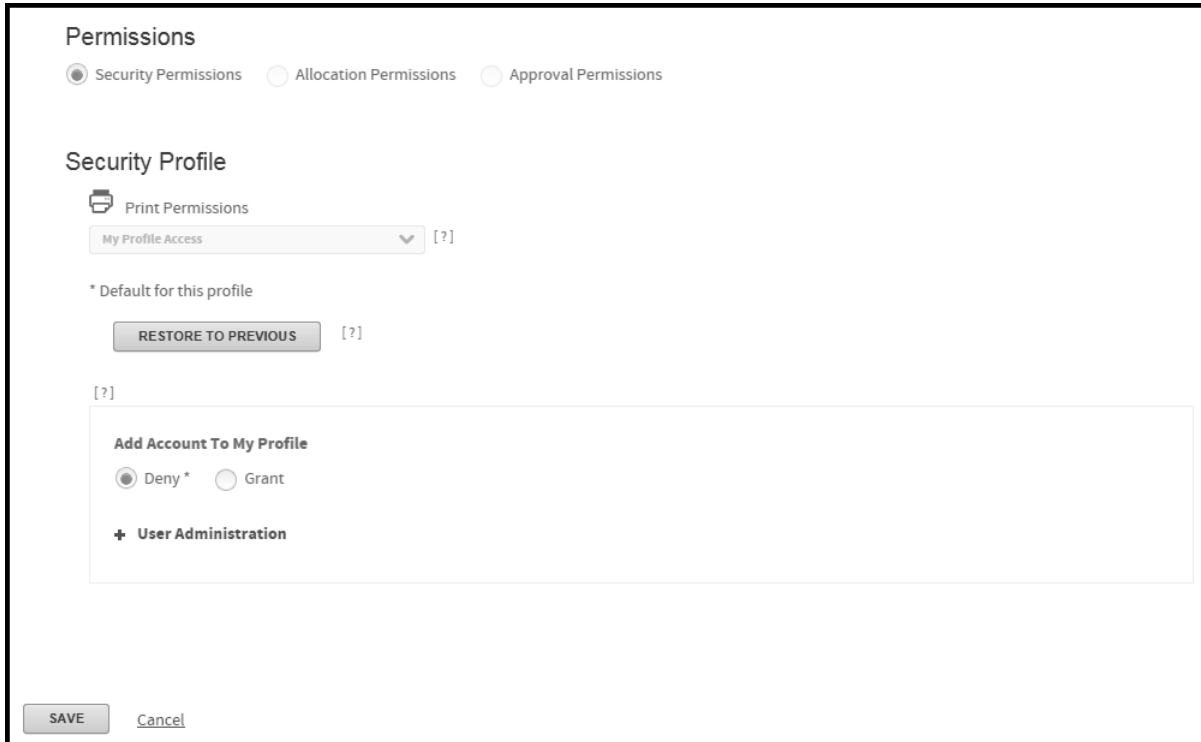 Permissions
Security Permissions Allocation Permissions Approval Permissions
Security Profile
Print Permissions
My Profile Access [?]
* Default for this profile
RESTORE TO PREVIOUS [?]
[?]
Add Account To My Profile
Deny * Grant
+ User Administration
SAVE Cancel